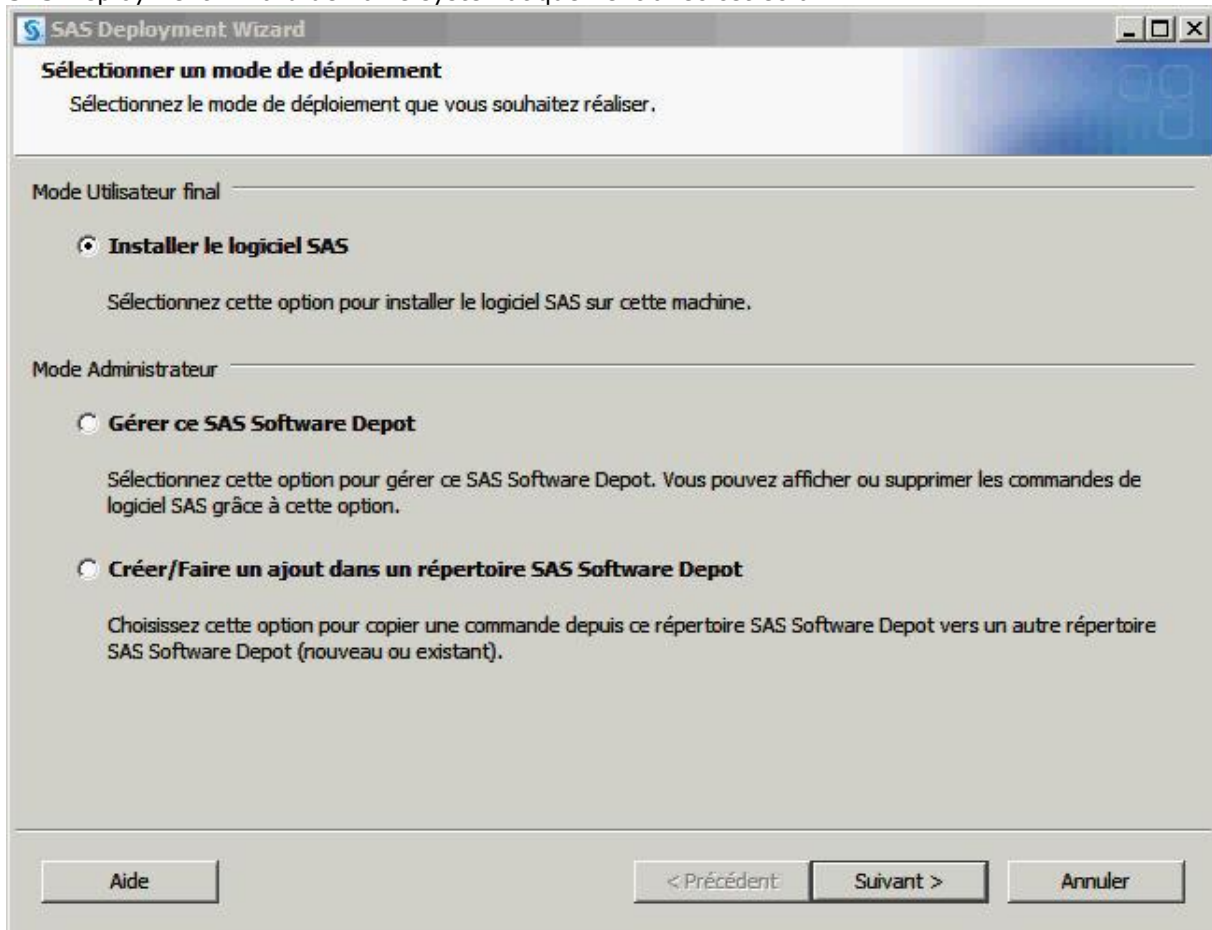 SAS Deployment Wizard
Sélectionner un mode de déploiement
Sélectionnez le mode de déploiement que vous souhaitez réaliser.
Mode Utilisateur final
Installer le logiciel SAS
Sélectionnez cette option pour installer le logiciel SAS sur cette machine.
Mode Administrateur
Gérer ce SAS Software Depot
Sélectionnez cette option pour gérer ce SAS Software Depot. Vous pouvez afficher ou supprimer les commandes de
logiciel SAS grâce à cette option.
Créer/Faire un ajout dans un répertoire SAS Software Depot
Choisissez cette option pour copier une commande depuis ce répertoire SAS Software Depot vers un autre répertoire
SAS Software Depot (nouveau ou existant).
Aide
< Précédent
Suivant >
Annuler